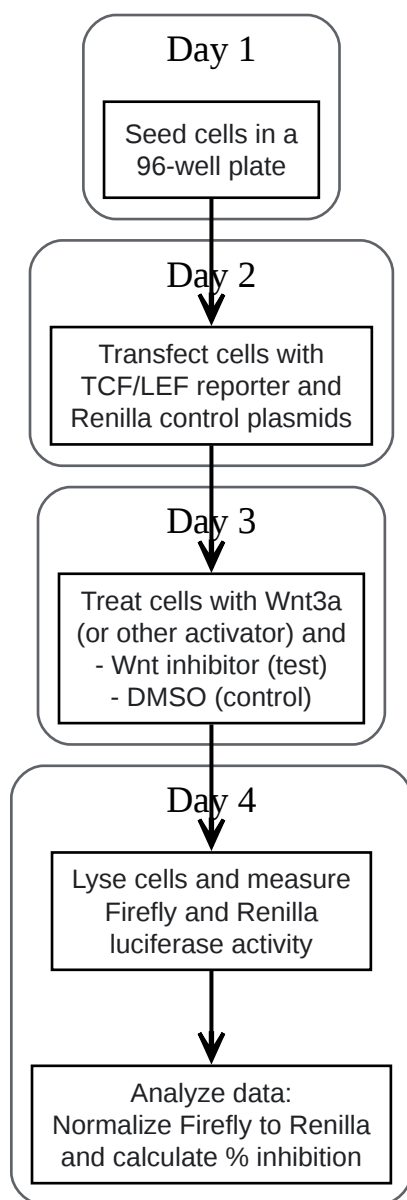 Day 1
Seed cells in a
96-well plate
Day 2
Transfect cells with
TCF/LEF reporter and
Renilla control plasmids
Day 3
Treat cells with Wnt3a
(or other activator) and
- Wnt inhibitor (test)
- DMSO (control)
Day 4
Lyse cells and measure
Firefly and Renilla
luciferase activity
Analyze data:
Normalize Firefly to Renilla
and calculate % inhibition